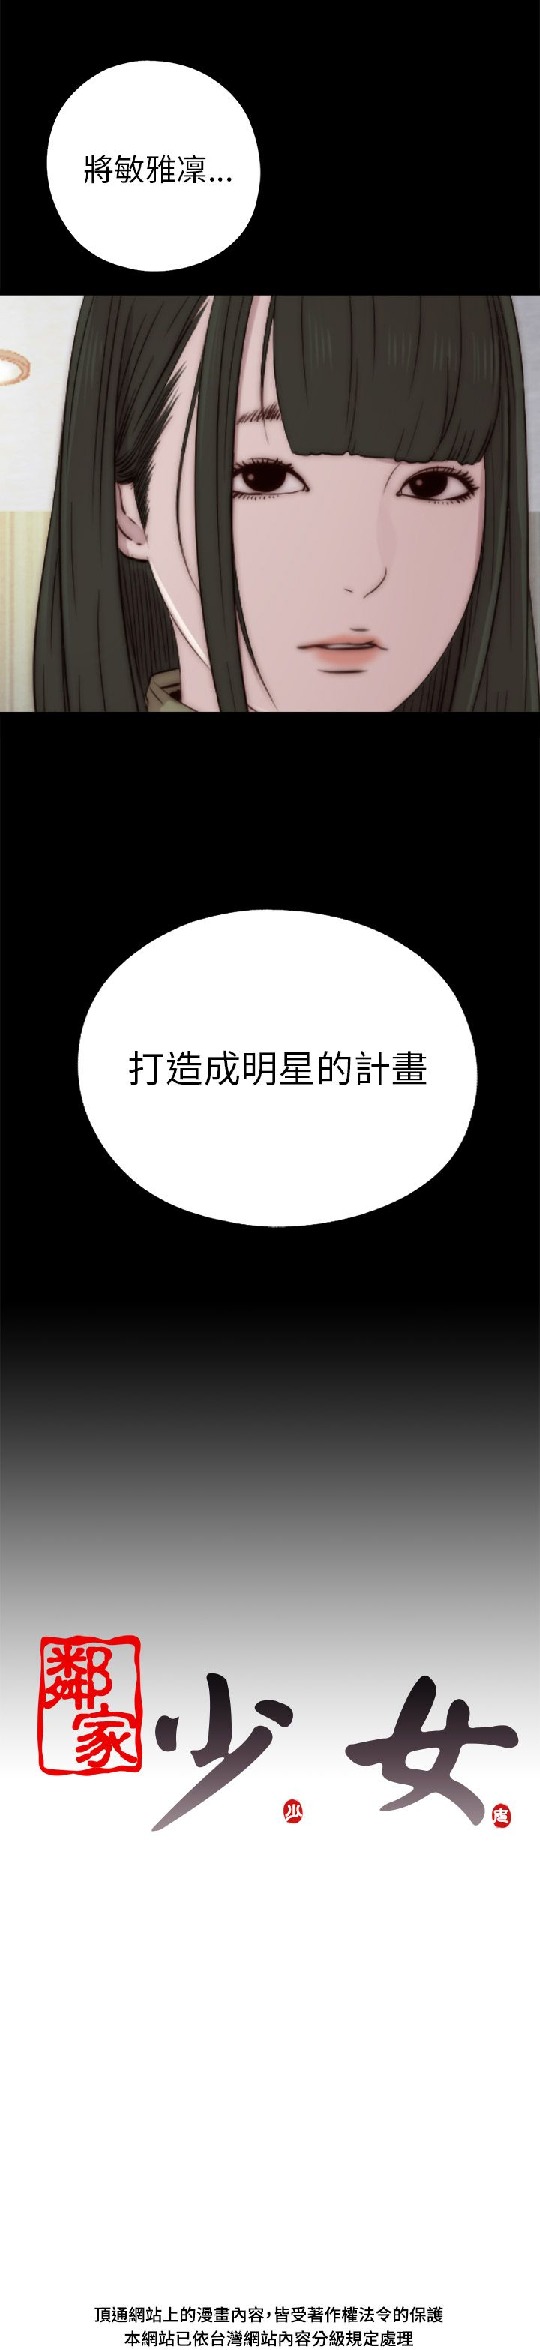 將敏雅凜...
打造成明星的計畫
鄰家
少女
頂通網站上的漫畫內容，皆受著作權法令的保護
本網站已依台灣網站內容分級規定處理